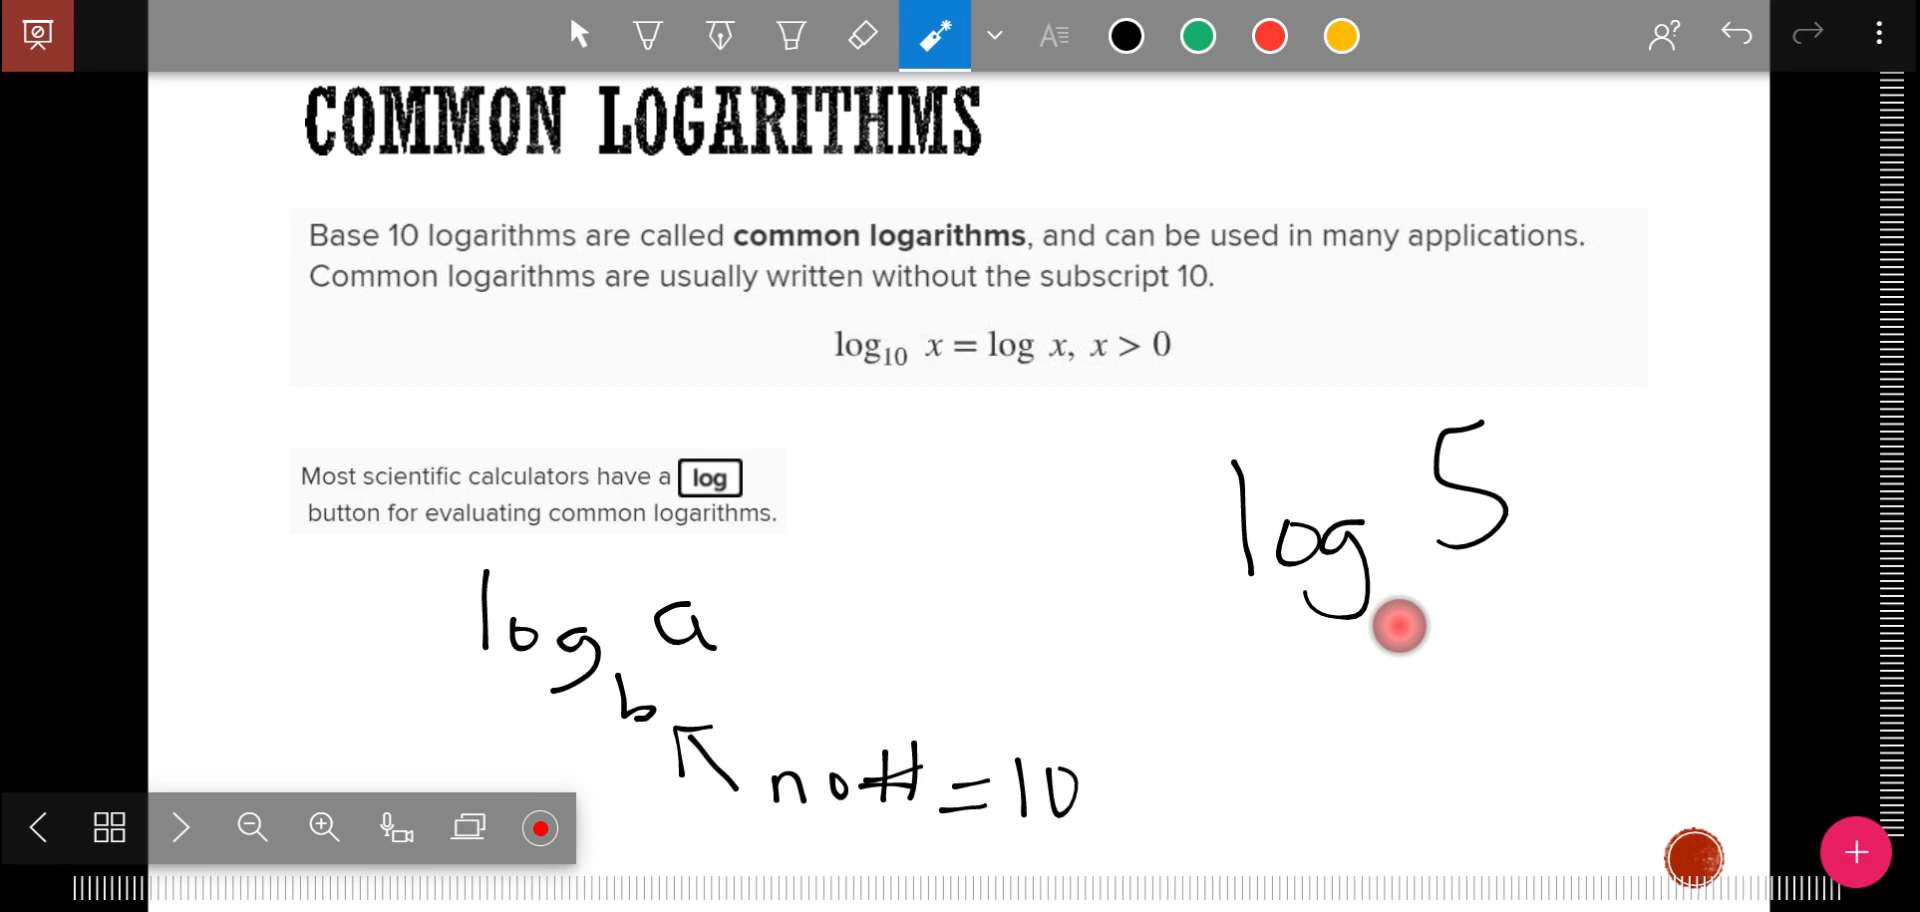 COMMON LOGARITHMS
Base 10 logarithms are called common logarithms, and can be used in many applications.
Common logarithms are usually written without the subscript 10.
log₁₀ x = log x, x > 0
Most scientific calculators have a log
button for evaluating common logarithms.
log 5
log_b a
no # = 10